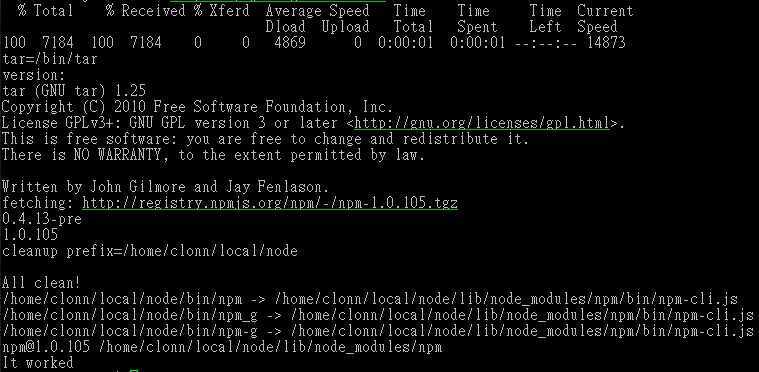 % Total    % Received % Xferd  Average Speed   Time    Time     Time  Current
Dload  Upload   Total   Spent    Left  Speed
100  7184  100  7184    0     0   4869      0  0:00:01  0:00:01 --:--:-- 14873
tar=/bin/tar
version:
tar (GNU tar) 1.25
Copyright (C) 2010 Free Software Foundation, Inc.
License GPLv3+: GNU GPL version 3 or later <http://gnu.org/licenses/gpl.html>.
This is free software: you are free to change and redistribute it.
There is NO WARRANTY, to the extent permitted by law.

Written by John Gilmore and Jay Fenlason.
fetching: http://registry.npmjs.org/npm/-/npm-1.0.105.tgz
0.4.13-pre
1.0.105
cleanup prefix=/home/clonn/local/node

All clean!
/home/clonn/local/node/bin/npm -> /home/clonn/local/node/lib/node_modules/npm/bin/npm-cli.js
/home/clonn/local/node/bin/npm_g -> /home/clonn/local/node/lib/node_modules/npm/bin/npm-cli.js
/home/clonn/local/node/bin/npm-g -> /home/clonn/local/node/lib/node_modules/npm/bin/npm-cli.js
npm@1.0.105 /home/clonn/local/node/lib/node_modules/npm
It worked